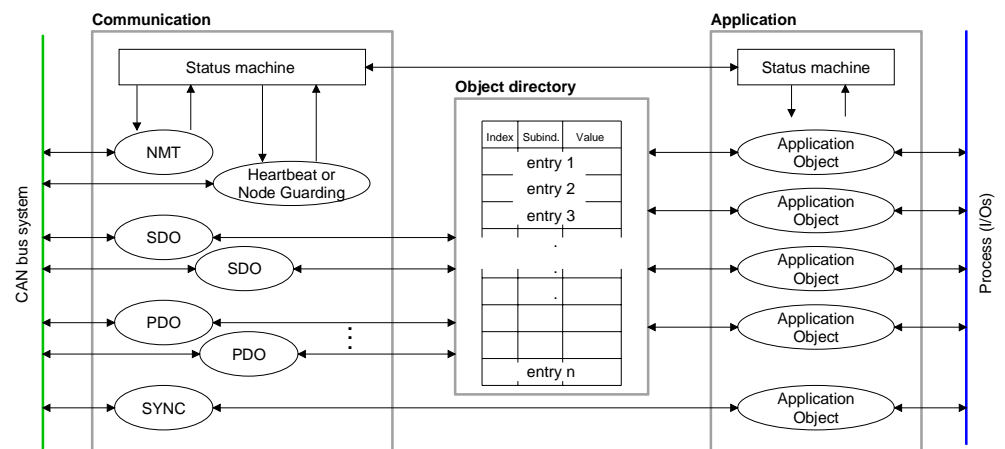 Communication
Application
Status machine
Status machine
Object directory
Index Subind. Value
NMT
entry 1
Application
Object
Heartbeat or
Node Guarding
entry 2
entry 3
Application
Object
CAN bus system
Process (I/Os)
SDO
.
SDO
.
Application
Object
.
PDO
Application
Object
PDO
entry n
SYNC
Application
Object